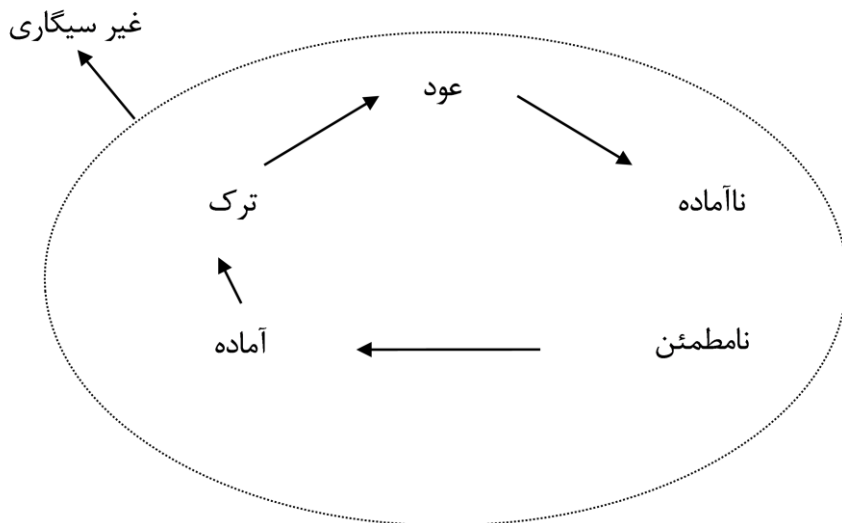 غیر سیگاری
عود
ناآماده
ترک
نامطمئن
آماده